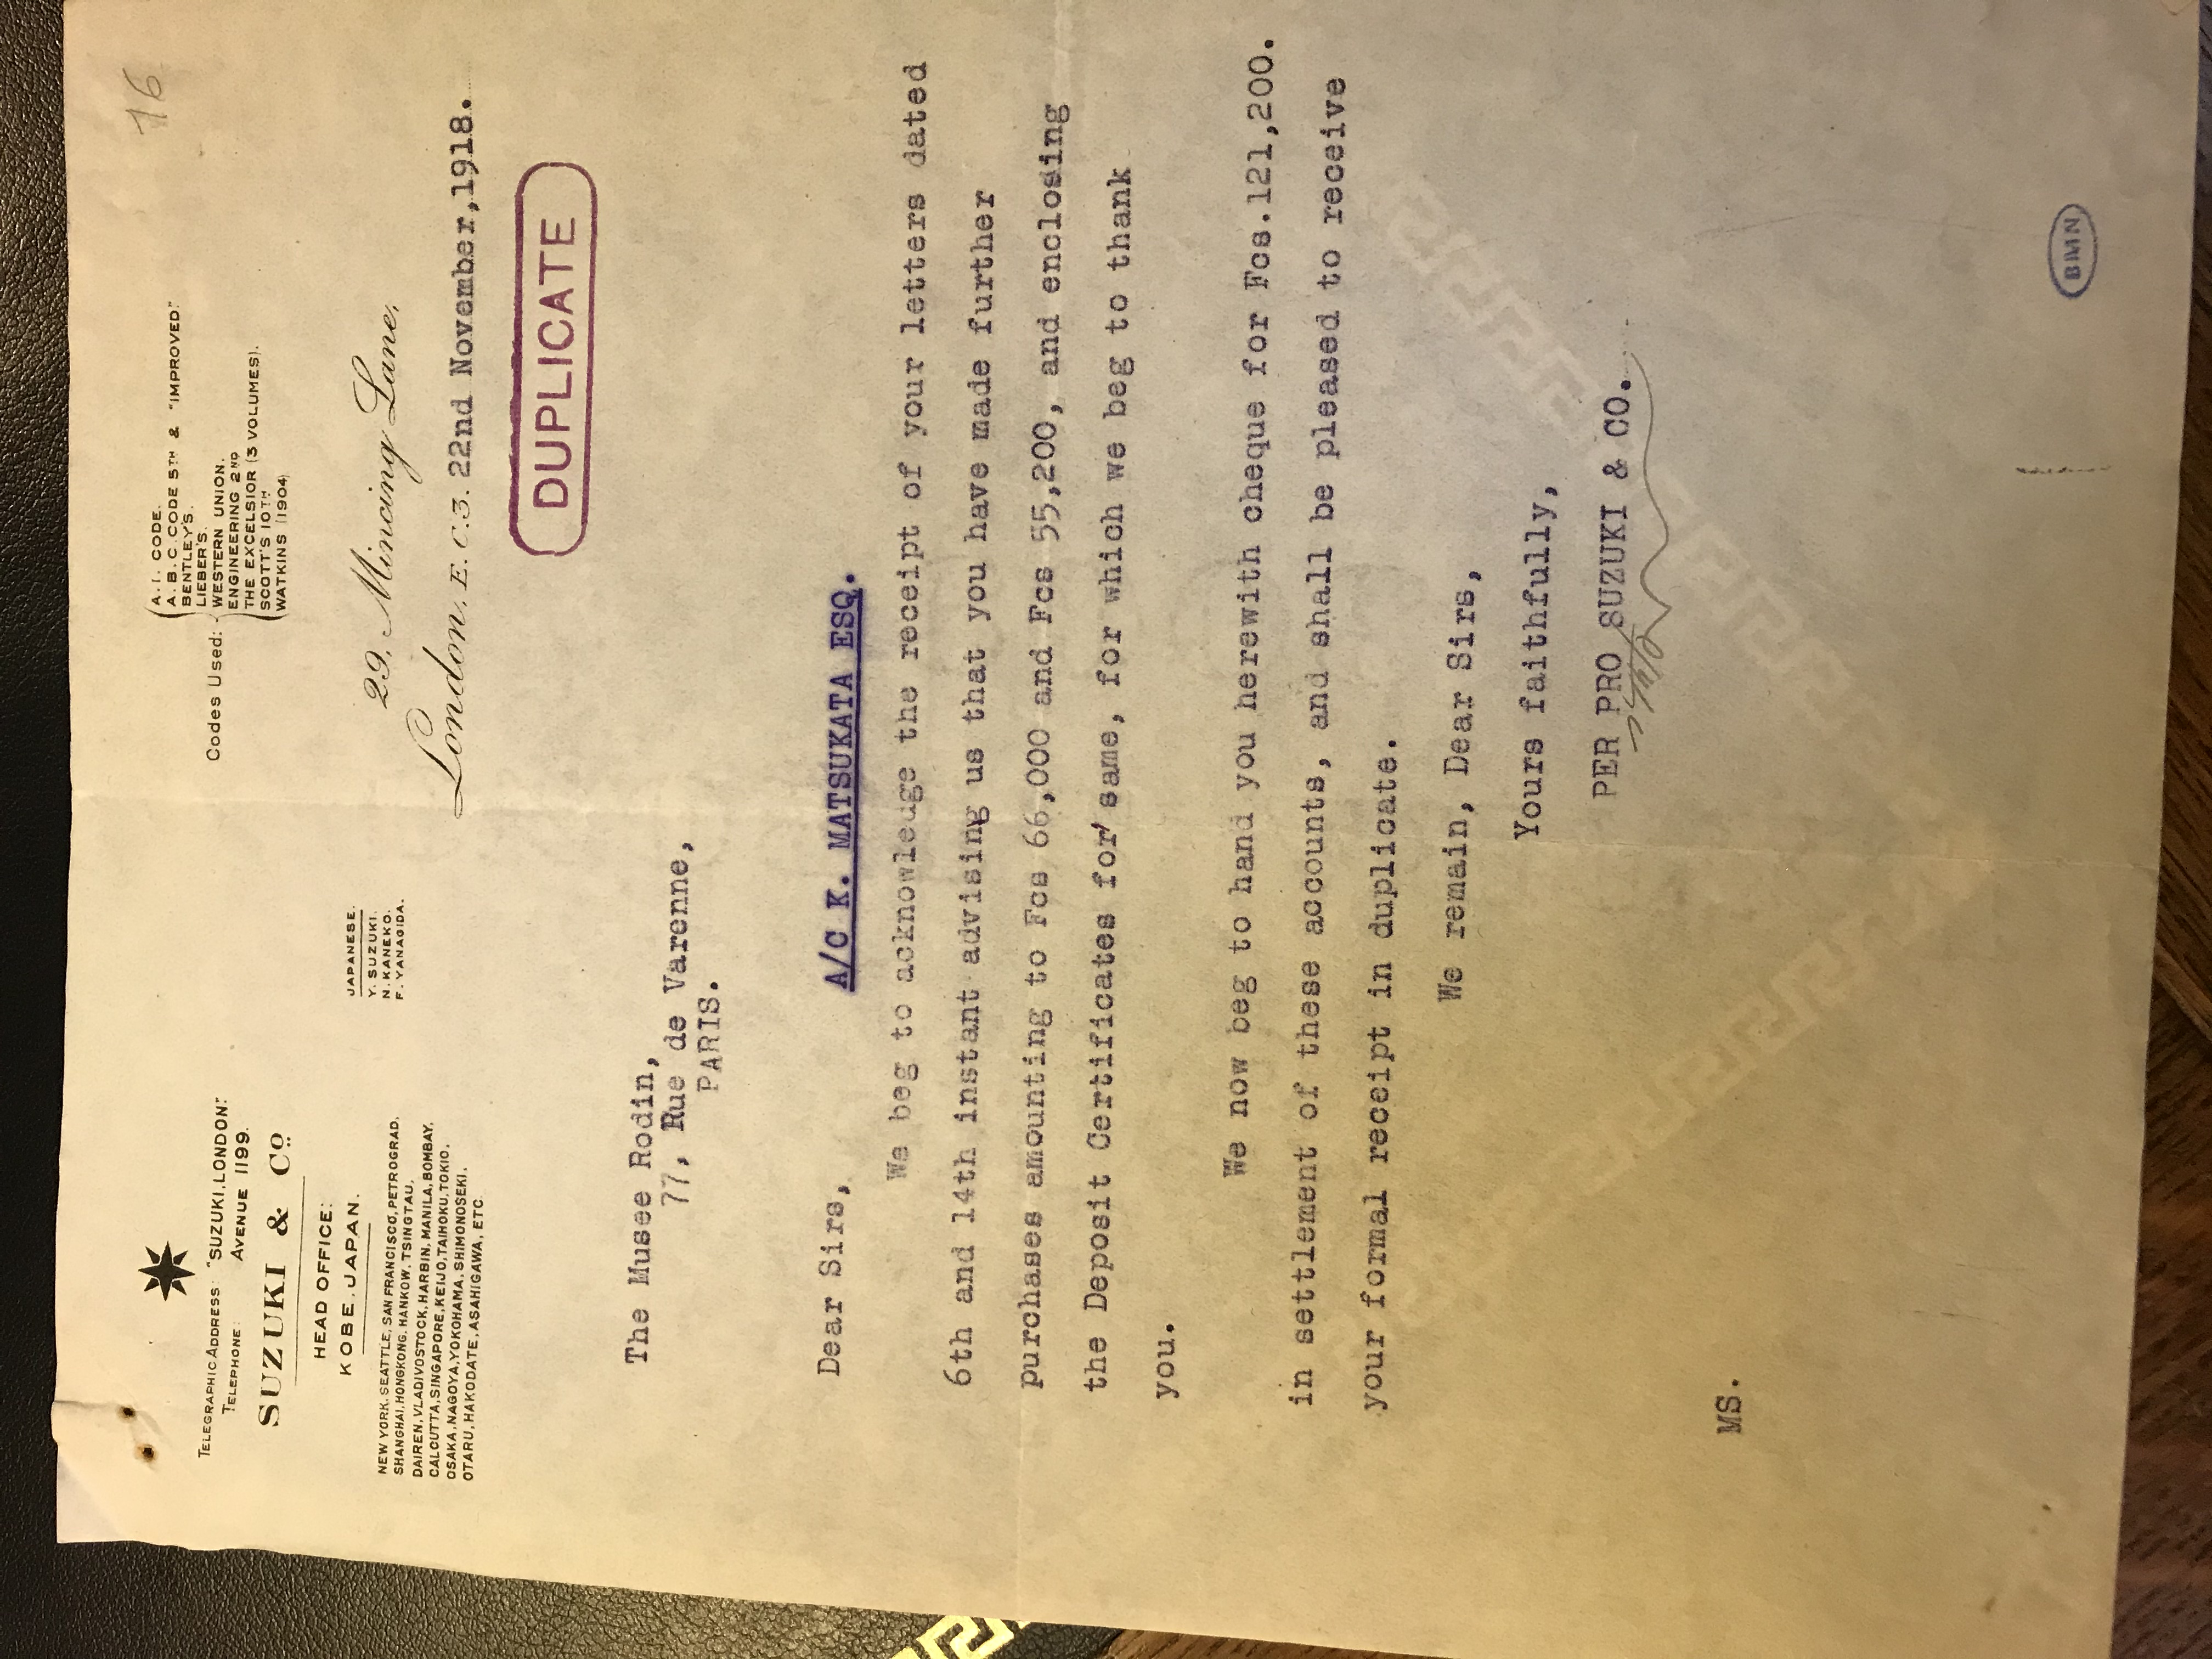 16
TELEGRAPHIC ADDRESS: "SUZUKI, LONDON."
TELEPHONE: AVENUE 1199.
SUZUKI & Co.
HEAD OFFICE:
KOBE. JAPAN.
NEW YORK, SEATTLE, SAN FRANCISCO, PETROGRAD,
SHANGHAI, HONGKONG, HANKOW, TSINGTAU,
DAIREN, VLADIVOSTOCK, HARBIN, MANILA, BOMBAY,
CALCUTTA, SINGAPORE, KEIJO, TAIHOKU, TOKIO,
OSAKA, NAGOYA, YOKOHAMA, SHIMONOSEKI,
OTARU, HAKODATE, ASAHIGAWA, ETC.
JAPANESE.
Y. SUZUKI.
N. KANEKO.
F. YANAGIDA.
Codes Used:
A. I. CODE.
A. B. C. CODE 5TH & "IMPROVED."
BENTLEY'S.
LIEBER'S.
WESTERN UNION.
ENGINEERING 2ND
THE EXCELSIOR (3 VOLUMES).
SCOTT'S 10TH
WATKINS (1904)
29, Mincing Lane,
London, E.C.3. 22nd November,1918.
DUPLICATE
The Musee Rodin,
77, Rue de Varenne,
PARIS.
Dear Sirs,
A/C K. MATSUKATA ESQ.
We beg to acknowledge the receipt of your letters dated
6th and 14th instant advising us that you have made further
purchases amounting to Fcs 66,000 and Fcs 55,200, and enclosing
the Deposit Certificates for same, for which we beg to thank
you.
We now beg to hand you herewith cheque for Fcs.121,200.
in settlement of these accounts, and shall be pleased to receive
your formal receipt in duplicate.
We remain, Dear Sirs,
Yours faithfully,
PER PRO SUZUKI & CO.
MS.
BMN